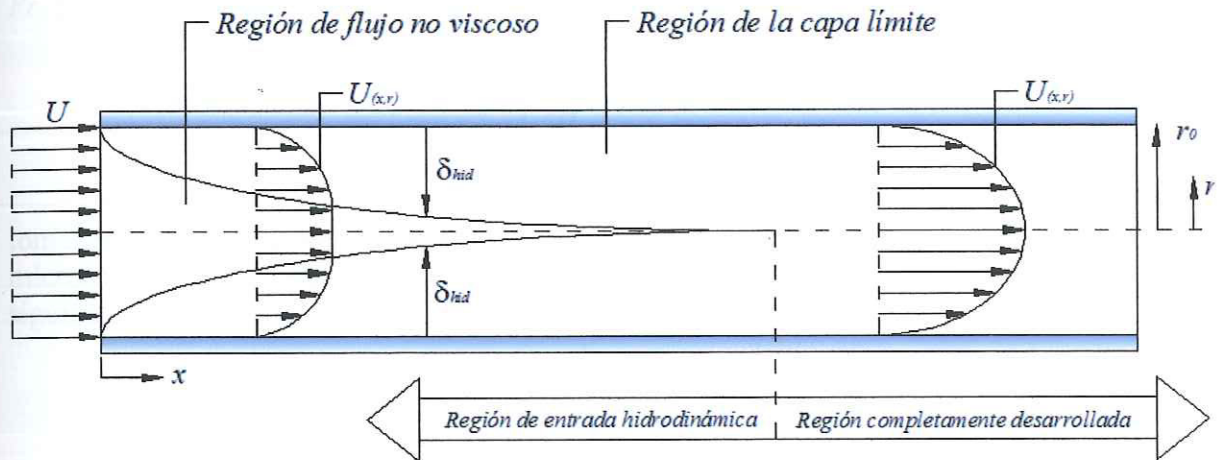 Región de flujo no viscoso
Región de la capa límite
U
U(x,r)
U(x,r)
r0
r
δhid
δhid
x
Región de entrada hidrodinámica
Región completamente desarrollada